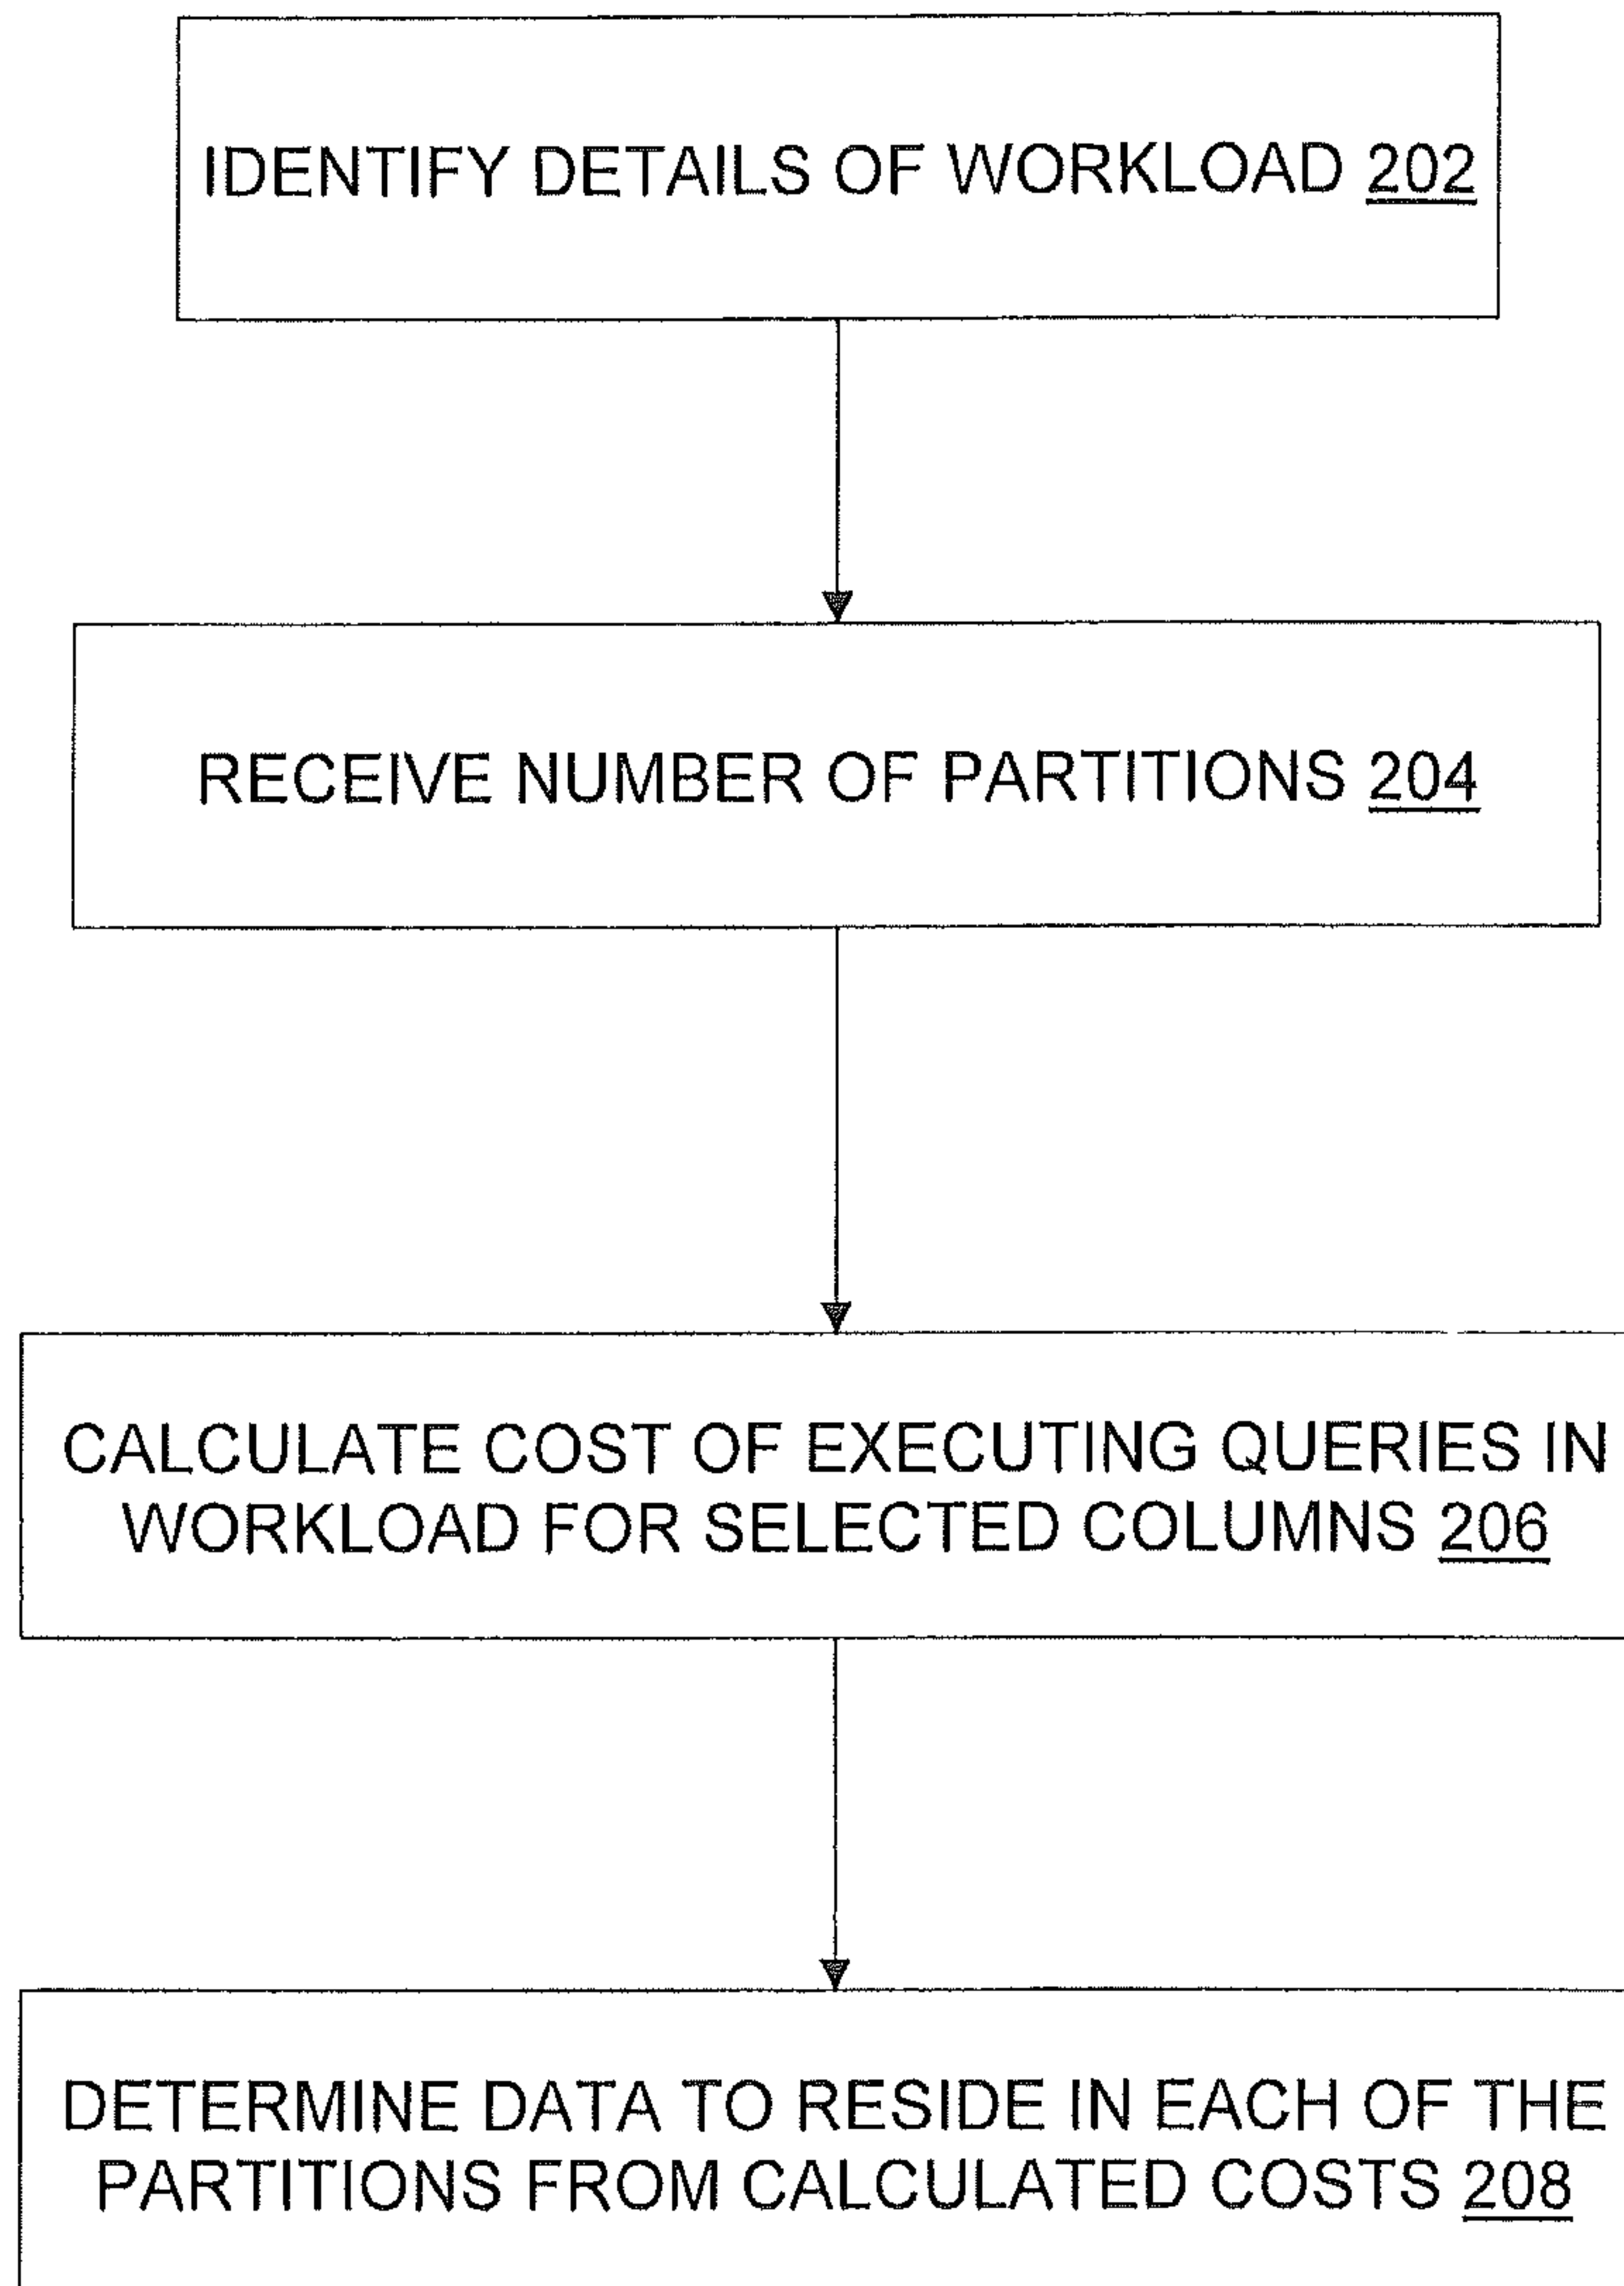 IDENTIFY DETAILS OF WORKLOAD 202
RECEIVE NUMBER OF PARTITIONS 204
CALCULATE COST OF EXECUTING QUERIES IN
WORKLOAD FOR SELECTED COLUMNS 206
DETERMINE DATA TO RESIDE IN EACH OF THE
PARTITIONS FROM CALCULATED COSTS 208